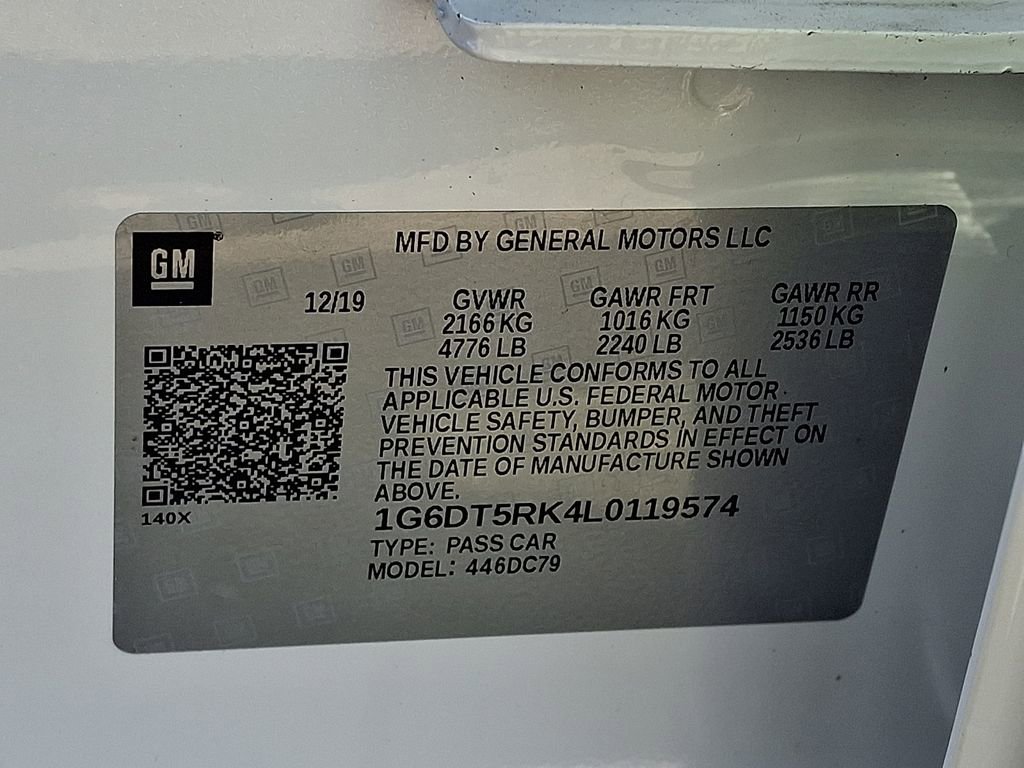 GM
MFD BY GENERAL MOTORS LLC
12/19 GVWR GAWR FRT GAWR RR
2166 KG 1016 KG 1150 KG
4776 LB 2240 LB 2536 LB
THIS VEHICLE CONFORMS TO ALL
APPLICABLE U.S. FEDERAL MOTOR
VEHICLE SAFETY, BUMPER, AND THEFT
PREVENTION STANDARDS IN EFFECT ON
THE DATE OF MANUFACTURE SHOWN
ABOVE.
140X
1G6DT5RK4L0119574
TYPE: PASS CAR
MODEL: 446DC79